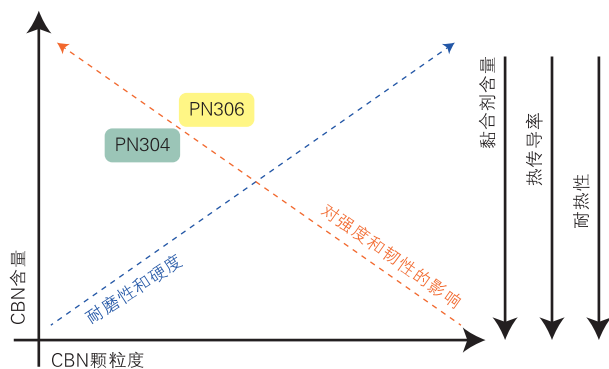 PN306
PN304
黏合剂含量
热传导率
耐热性
对强度和韧性的影响
耐磨性和硬度
CBN含量
CBN颗粒度